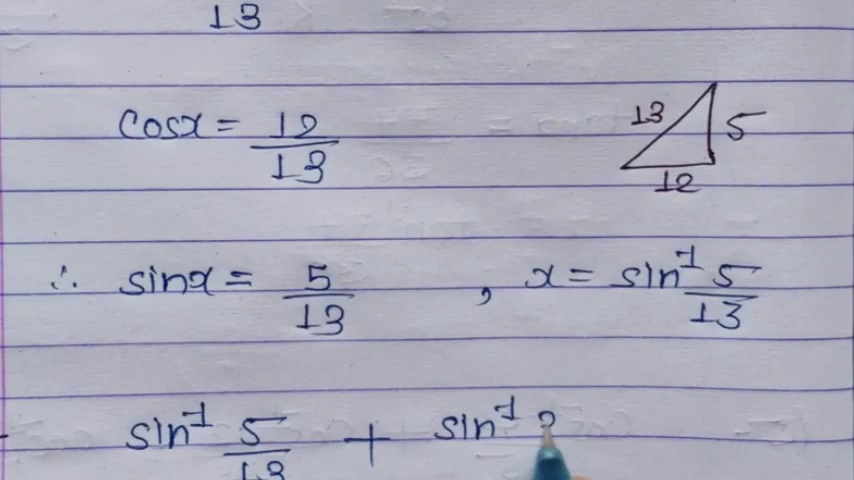 13
cosx = 12/13
13 5
12
∴ sinx = 5/13 , x = sin⁻¹ 5/13
sin⁻¹ 5/13 + sin⁻¹